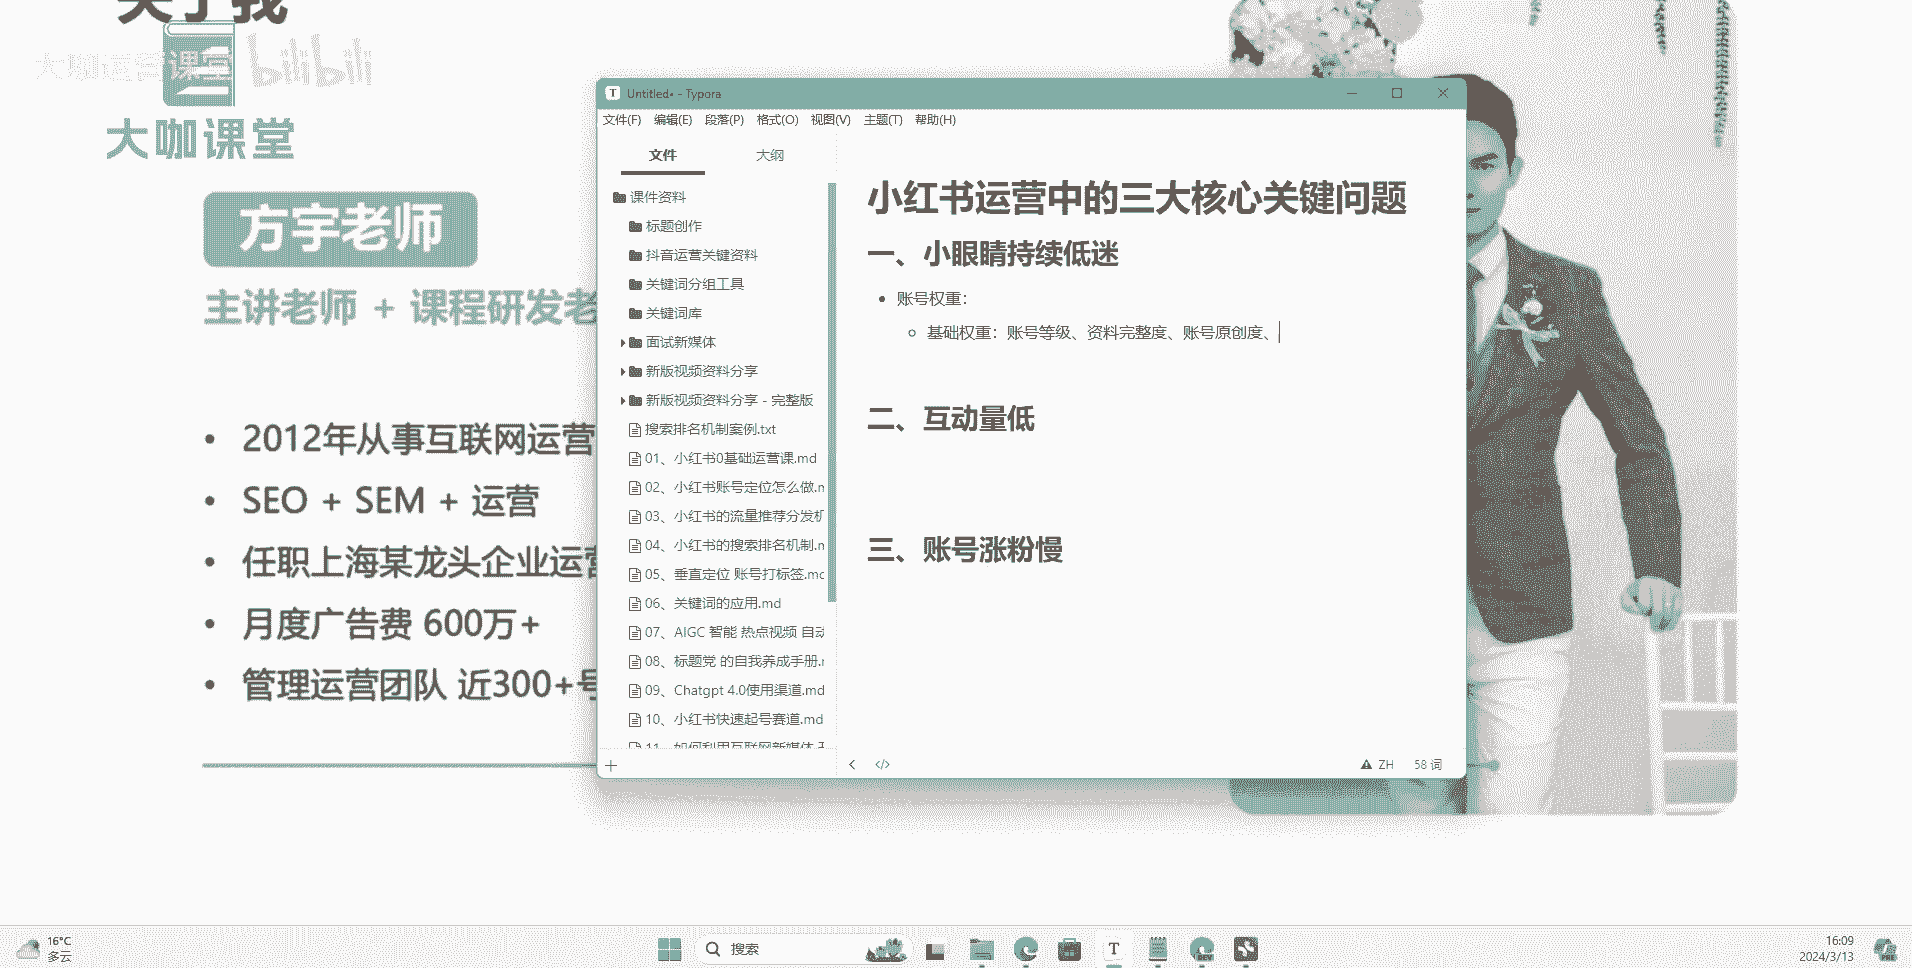 关于我
大咖运营课堂 bilibili
大咖课堂
方宇老师
主讲老师 + 课程研发老
• 2012年从事互联网运营
• SEO + SEM + 运营
• 任职上海某龙头企业运营
• 月度广告费 600万+
• 管理运营团队 近300+号
Untitled• - Typora
文件(F) 编辑(E) 段落(P) 格式(O) 视图(V) 主题(T) 帮助(H)
文件 大纲
课件资料
标题创作
抖音运营关键资料
关键词分组工具
关键词库
面试新媒体
新版视频资料分享
新版视频资料分享 - 完整版
搜索排名机制案例.txt
01、小红书0基础运营课.md
02、小红书账号定位怎么做.m
03、小红书的流量推荐分发机
04、小红书的搜索排名机制.m
05、垂直定位 账号打标签.mc
06、关键词的应用.md
07、AIGC 智能 热点视频 自动
08、标题党 的自我养成手册.r
09、Chatgpt 4.0使用渠道.md
10、小红书快速起号赛道.md
11、如何利用互联网新媒体
小红书运营中的三大核心关键问题
一、小眼睛持续低迷
• 账号权重：
基础权重：账号等级、资料完整度、账号原创度、
二、互动量低
三、账号涨粉慢
ZH 58 词
16°C
多云
搜索
T
DEV
16:09
2024/3/13
PRE